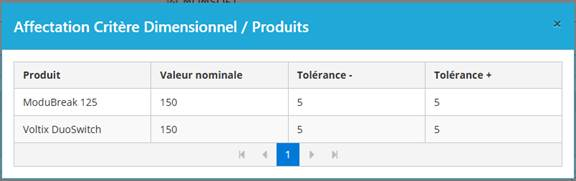 Affectation Critère Dimensionnel / Produits ×
Produit Valeur nominale Tolérance - Tolérance +
ModuBreak 125 150 5 5
Voltix DuoSwitch 150 5 5
1